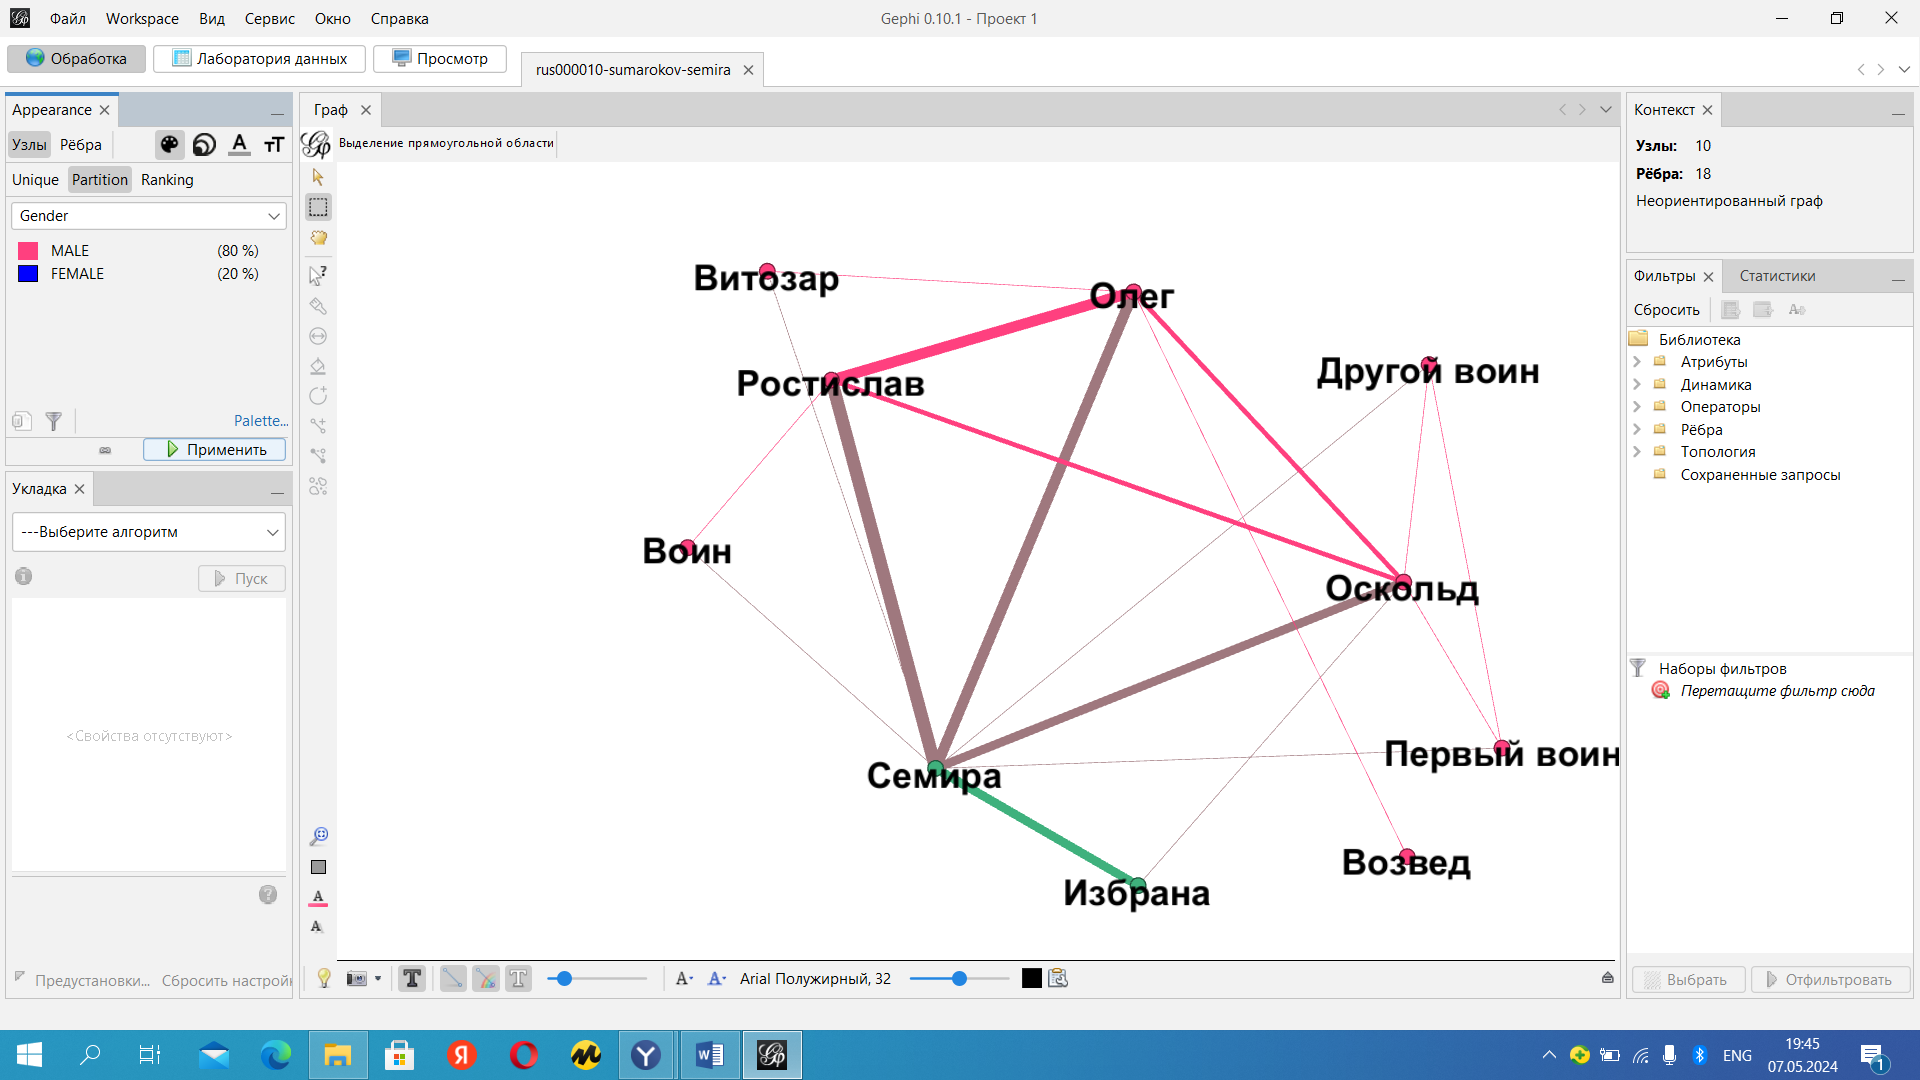 Файл Workspace Вид Сервис Окно Справка
Gephi 0.10.1 - Проект 1
Обработка
Лаборатория данных
Просмотр
rus000010-sumarokov-semira
Appearance
Узлы Рёбра
Unique Partition Ranking
Gender
MALE (80 %)
FEMALE (20 %)
Palette...
Применить
Укладка
---Выберите алгоритм
Пуск
<Свойства отсутствуют>
Предустановки... Сбросить настройк
Граф
Выделение прямоугольной области
Витозар
Олег
Ростислав
Другой воин
Воин
Оскольд
Семира
Первый воин
Возвед
Избрана
Arial Полужирный, 32
Контекст
Узлы: 10
Рёбра: 18
Неориентированный граф
Фильтры
Статистики
Сбросить
Библиотека
Атрибуты
Динамика
Операторы
Рёбра
Топология
Сохраненные запросы
Наборы фильтров
Перетащите фильтр сюда
Выбрать
Отфильтровать
ENG
19:45
07.05.2024
1